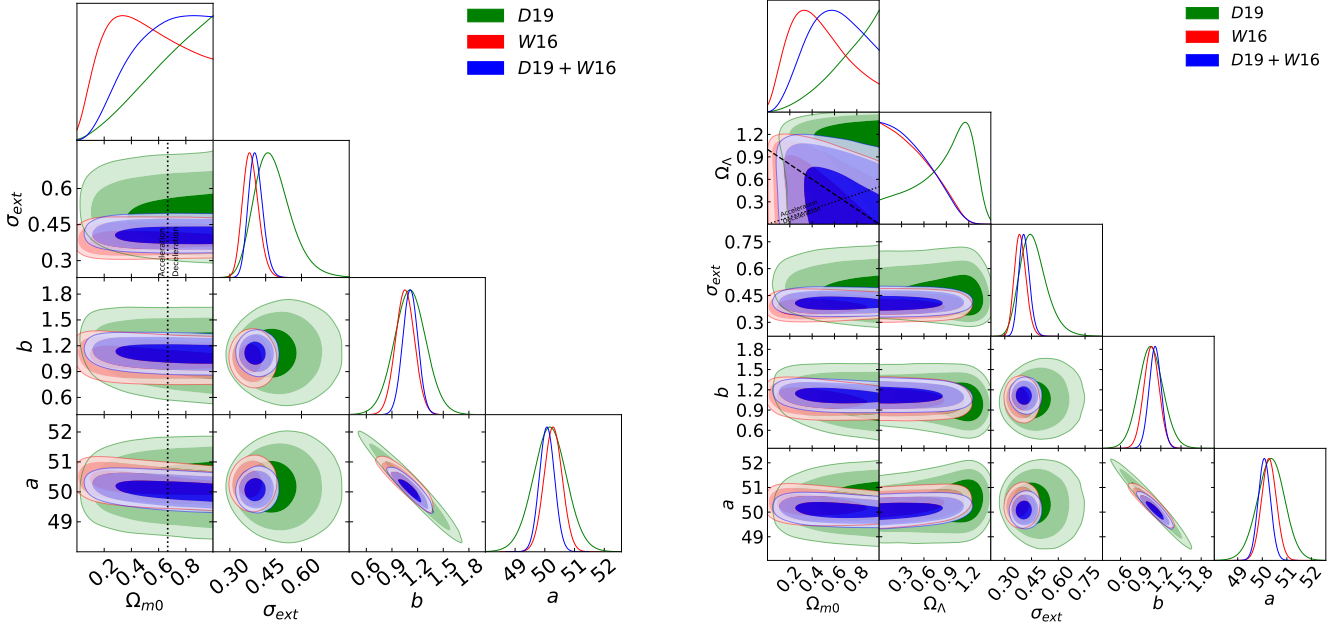 D19
W16
D19 + W16
σext
0.6
0.45
0.3
Acceleration
Deceleration
b
1.8
1.5
1.2
0.9
0.6
a
52
51
50
49
0.2
0.4
0.6
0.8
Ωm0
0.30
0.45
0.60
σext
0.6
0.9
1.2
1.5
1.8
b
49
50
51
52
a
D19
W16
D19 + W16
ΩΛ
1.2
0.9
0.6
0.3
Acceleration
Deceleration
σext
0.75
0.60
0.45
0.3
b
1.8
1.5
1.2
0.9
0.6
a
52
51
50
49
0.2
0.4
0.6
0.8
Ωm0
0.3
0.6
0.9
1.2
ΩΛ
0.30
0.45
0.60
0.75
σext
0.6
0.9
1.2
1.5
1.8
b
49
50
51
52
a